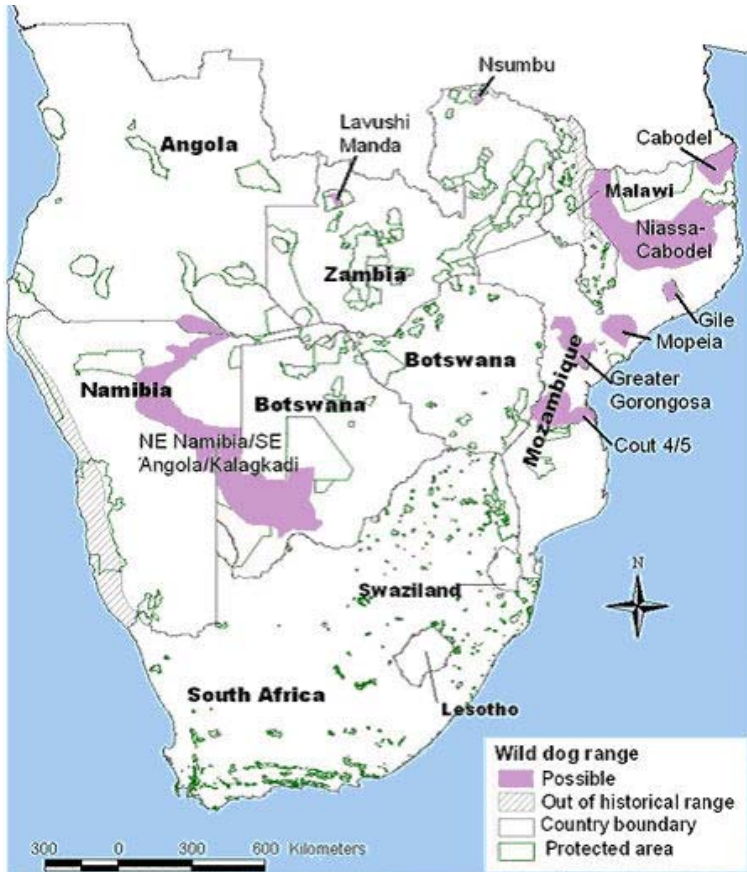 Nsumbu
Angola
Lavushi
Manda
Cabodel
Malawi
Niassa-
Cabodel
Zambia
Gile
Mopeia
Botswana
Namibia
Botswana
Mozambique
Greater
Gorongosa
NE Namibia/SE
Angola/Kalagkadi
Cout 4/5
N
Swaziland
South Africa
Lesotho
Wild dog range
Possible
Out of historical range
Country boundary
Protected area
300 0 300 600 Kilometers